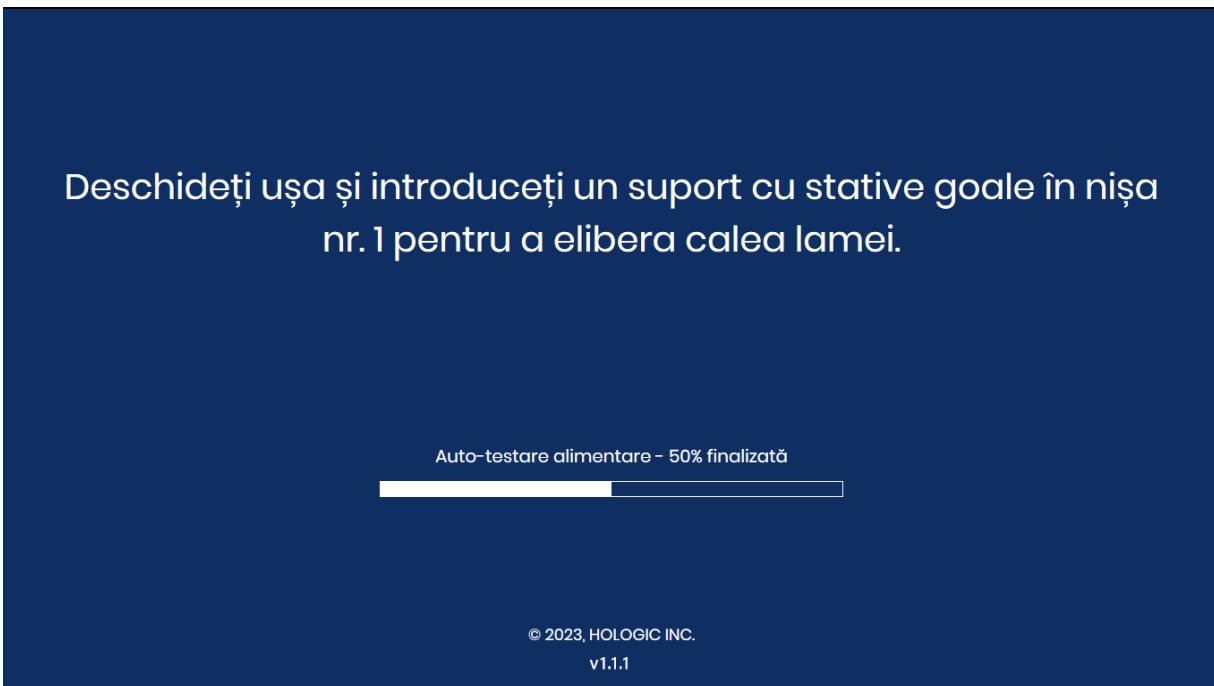 Deschideți ușa și introduceți un suport cu stative goale în nișa
nr. 1 pentru a elibera calea lamei.
Auto-testare alimentare - 50% finalizată
© 2023, HOLOGIC INC.
v1.1.1